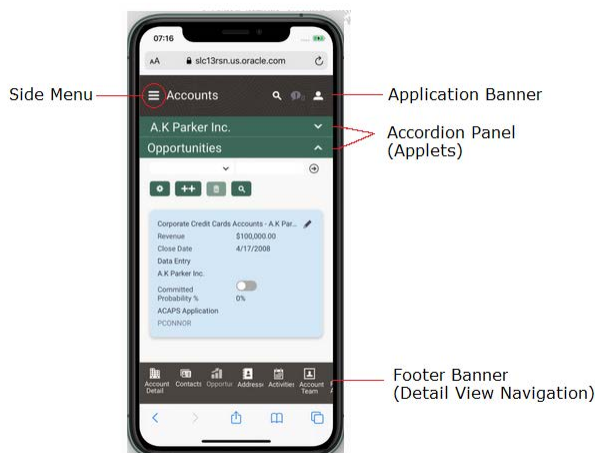 07:16
AA slc13rsn.us.oracle.com
Side Menu
Accounts
Application Banner
A.K Parker Inc.
Accordion Panel
(Applets)
Opportunities
++
Corporate Credit Cards Accounts - A.K Par...
Revenue $100,000.00
Close Date 4/17/2008
Data Entry
A.K Parker Inc.
Committed
Probability % 0%
ACAPS Application
PCONNOR
Account Detail
Contacts
Opportur
Addresse
Activities
Account Team
Footer Banner
(Detail View Navigation)